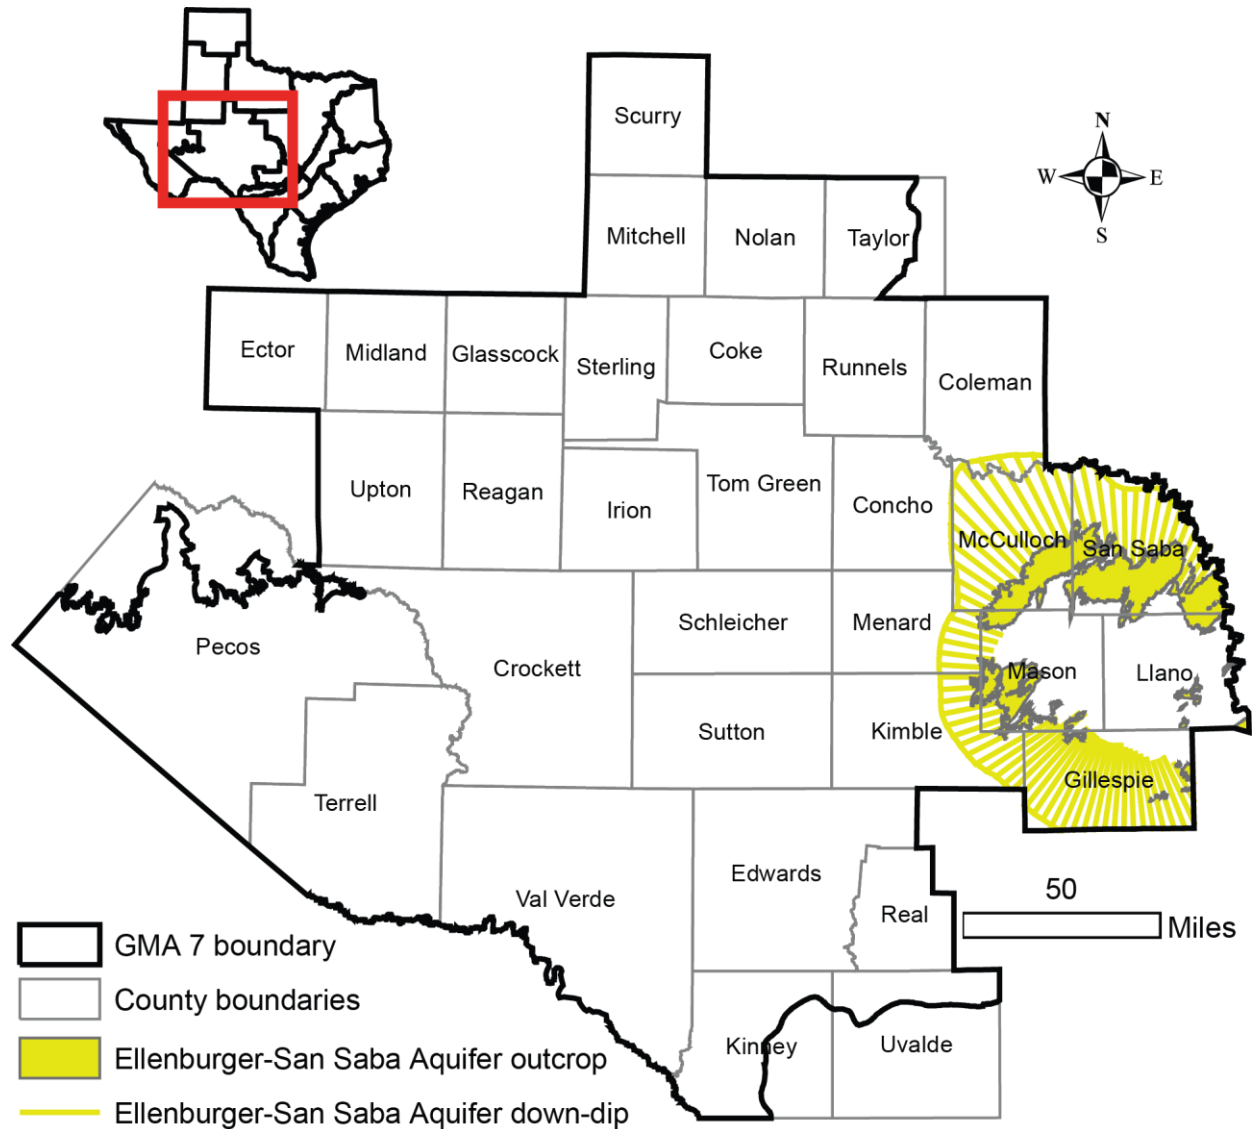 Scurry
N
W
E
S
Mitchell
Nolan
Taylor
Ector
Midland
Glasscock
Sterling
Coke
Runnels
Coleman
Upton
Reagan
Irion
Tom Green
Concho
McCulloch
San Saba
Pecos
Crockett
Schleicher
Menard
Mason
Llano
Sutton
Kimble
Gillespie
Terrell
Val Verde
Edwards
Real
50
Miles
Kinney
Uvalde
GMA 7 boundary
County boundaries
Ellenburger-San Saba Aquifer outcrop
Ellenburger-San Saba Aquifer down-dip